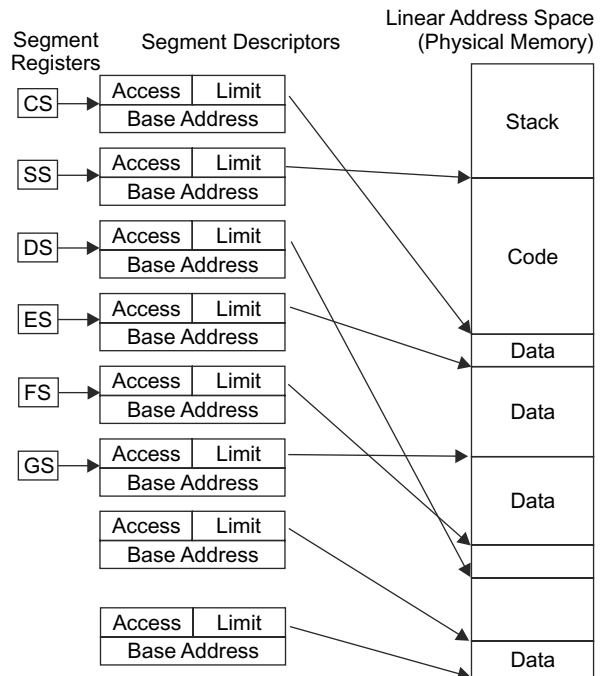 Linear Address Space
(Physical Memory)
Segment
Registers
Segment Descriptors
CS
Access
Limit
Base Address
Stack
SS
Access
Limit
Base Address
DS
Access
Limit
Base Address
Code
ES
Access
Limit
Base Address
Data
FS
Access
Limit
Base Address
Data
GS
Access
Limit
Base Address
Data
Access
Limit
Base Address
Access
Limit
Base Address
Data